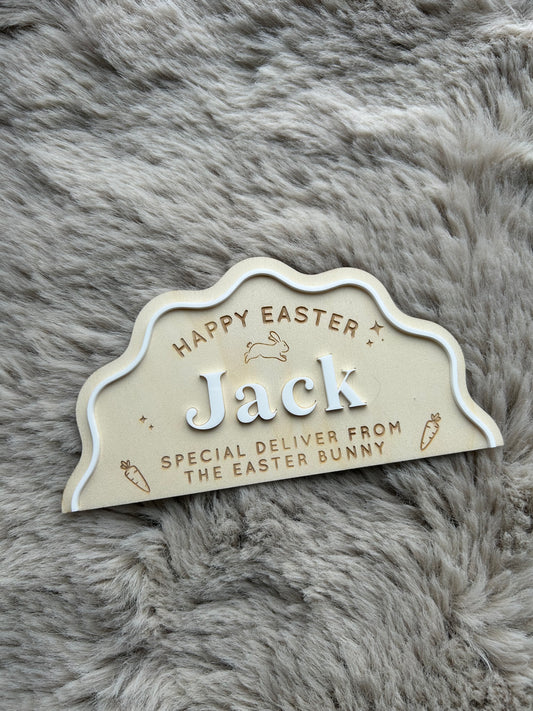 HAPPY EASTER
Jack
SPECIAL DELIVER FROM
THE EASTER BUNNY